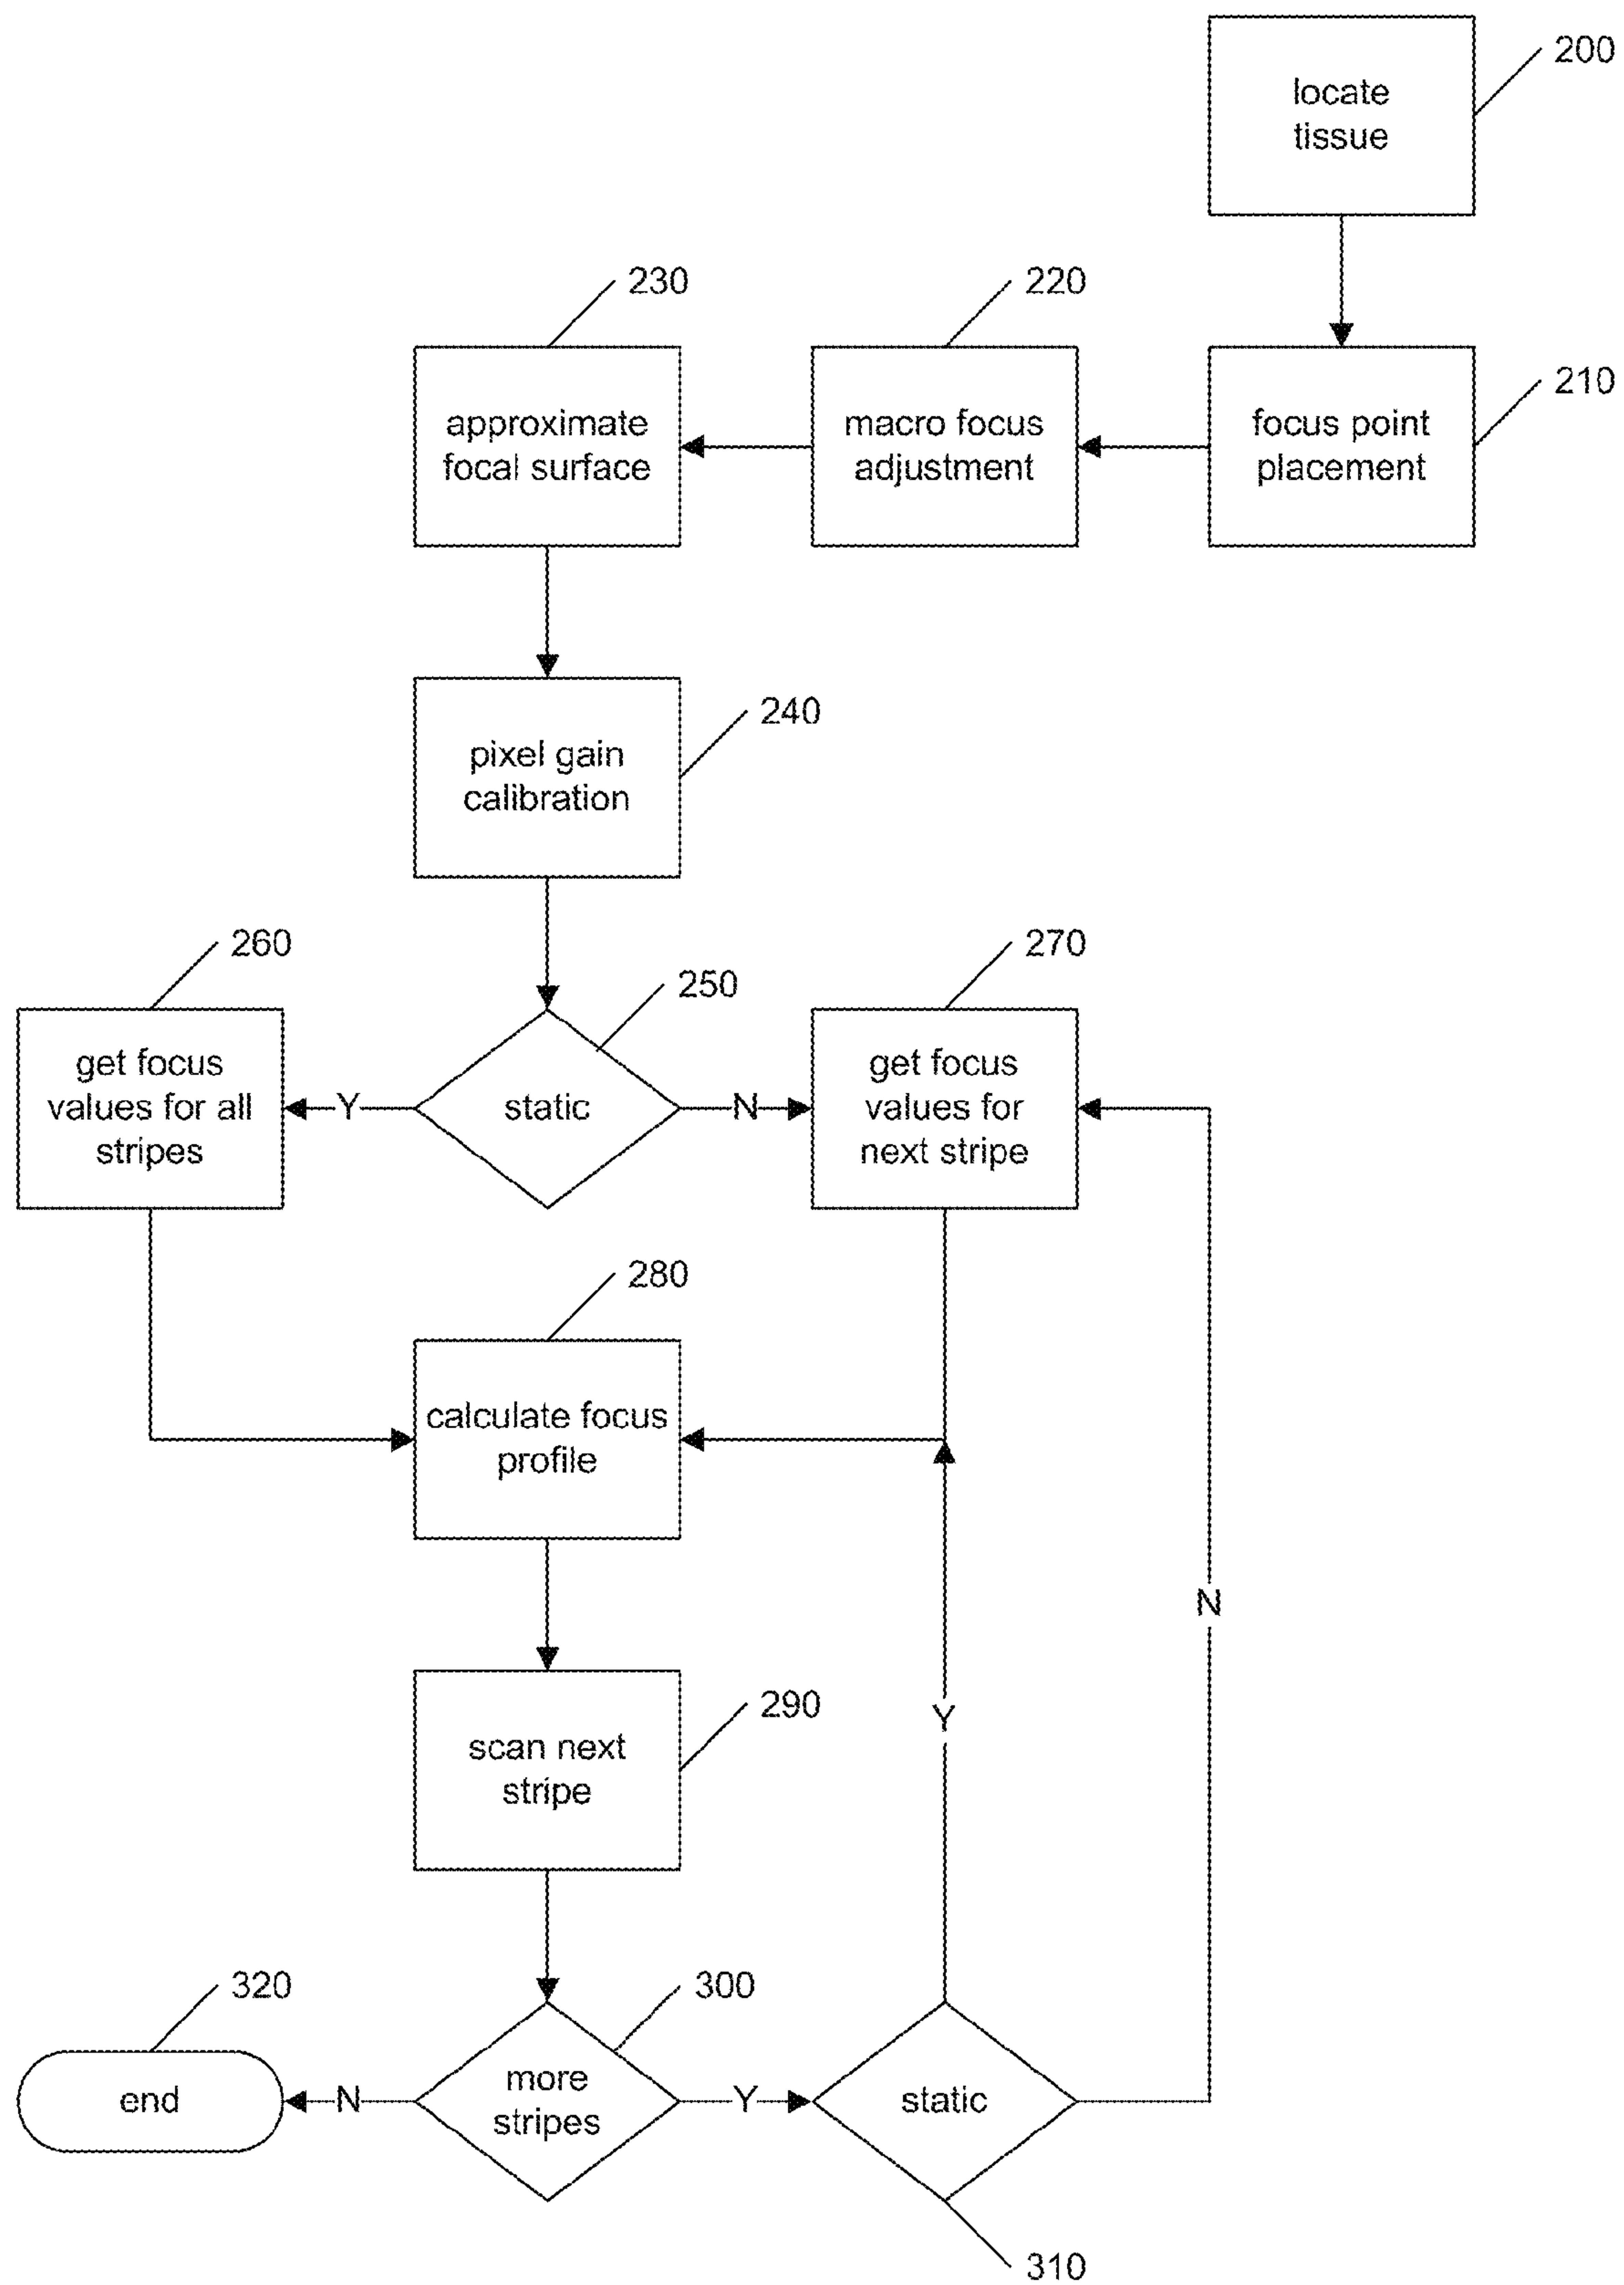 200
locate
tissue
230
220
210
approximate
focal surface
macro focus
adjustment
focus point
placement
240
pixel gain
calibration
260
250
270
get focus
values for all
stripes
Y
static
N
get focus
values for
next stripe
280
calculate focus
profile
N
290
Y
scan next
stripe
320
300
end
N
more
stripes
Y
static
310